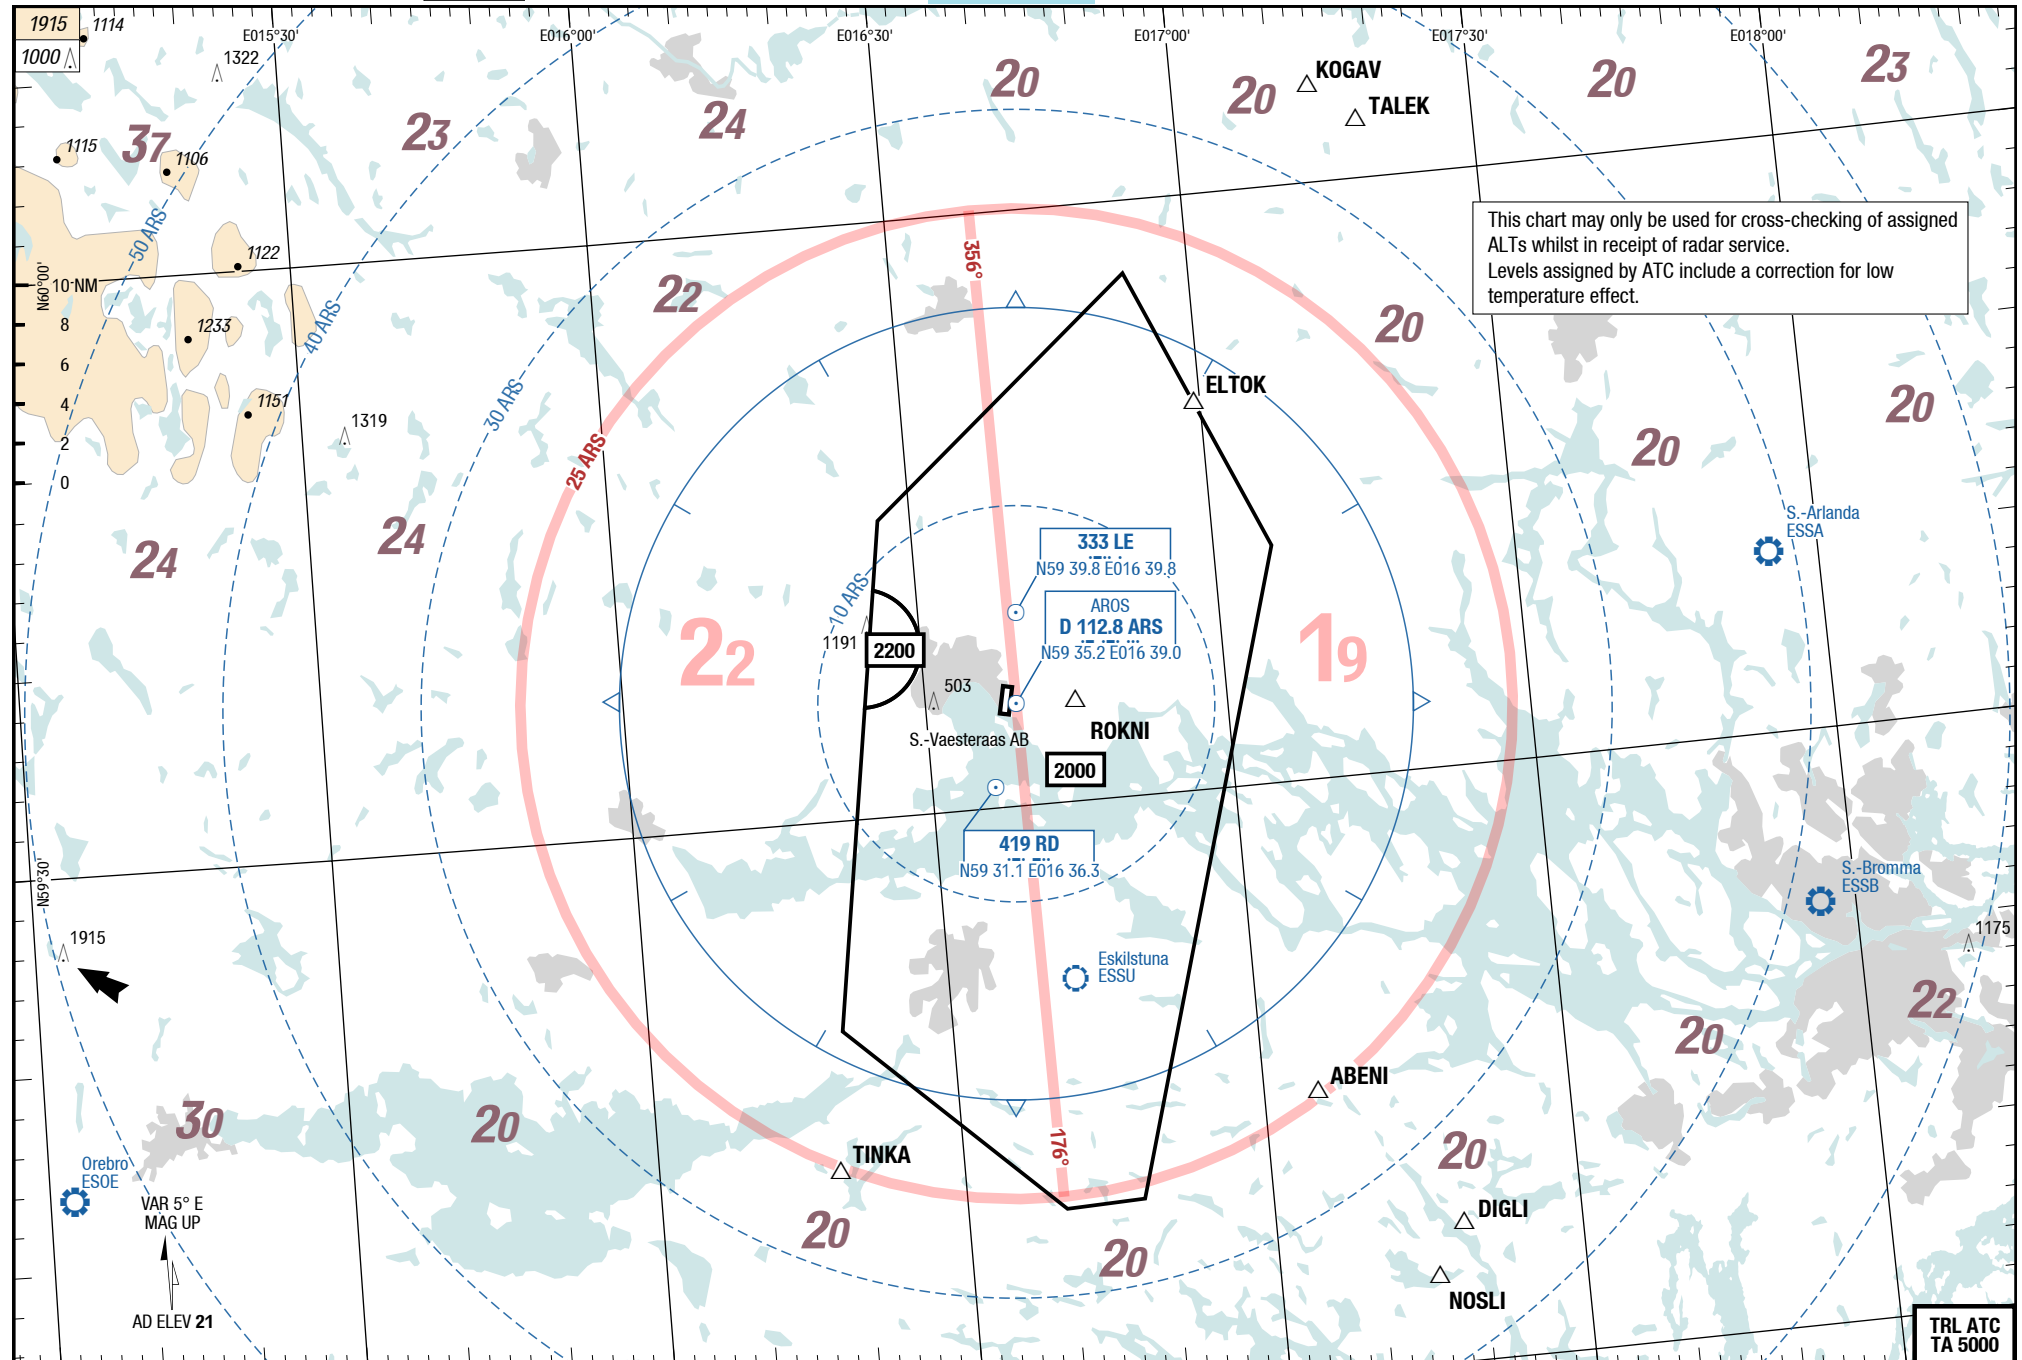 1915
1000
1114
E015°30'
E016°00'
E016°30'
E017°00'
E017°30'
E018°00'
1322
20
KOGAV
20
TALEK
20
23
37
1115
1106
23
24
50 ARS
1122
N60°00'
10 NM
8
6
4
2
0
1233
1151
40 ARS
1319
30 ARS
25 ARS
22
356°
This chart may only be used for cross-checking of assigned
ALTs whilst in receipt of radar service.
Levels assigned by ATC include a correction for low
temperature effect.
20
ELTOK
20
20
24
24
S.-Arlanda
ESSA
333 LE
N59 39.8 E016 39.8
10 ARS
AROS
D 112.8 ARS
N59 35.2 E016 39.0
1191
2200
22
19
503
ROKNI
S.-Vaesteraas AB
2000
419 RD
N59 31.1 E016 36.3
N59°30'
S.-Bromma
ESSB
1915
1175
Eskilstuna
ESSU
22
20
ABENI
30
20
176°
TINKA
20
Orebro
ESOE
VAR 5° E
MAG UP
20
20
DIGLI
NOSLI
AD ELEV 21
TRL ATC
TA 5000